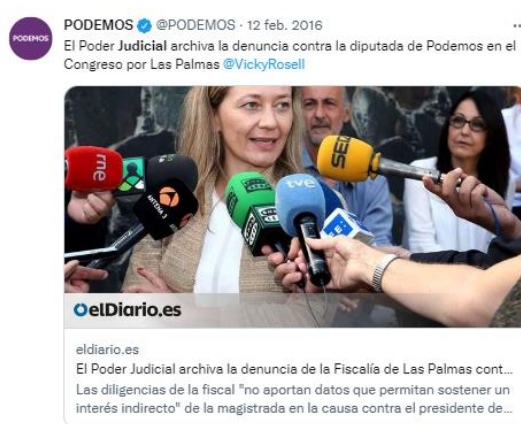 PODEMOS @PODEMOS · 12 feb. 2016
PODEMOS
El Poder Judicial archiva la denuncia contra la diputada de Podemos en el
Congreso por Las Palmas @VickyRosell
rne
ANTENA 3
SER
tve
elDiario.es
eldiario.es
El Poder Judicial archiva la denuncia de la Fiscalía de Las Palmas cont...
Las diligencias de la fiscal "no aportan datos que permitan sostener un
interés indirecto" de la magistrada en la causa contra el presidente de...